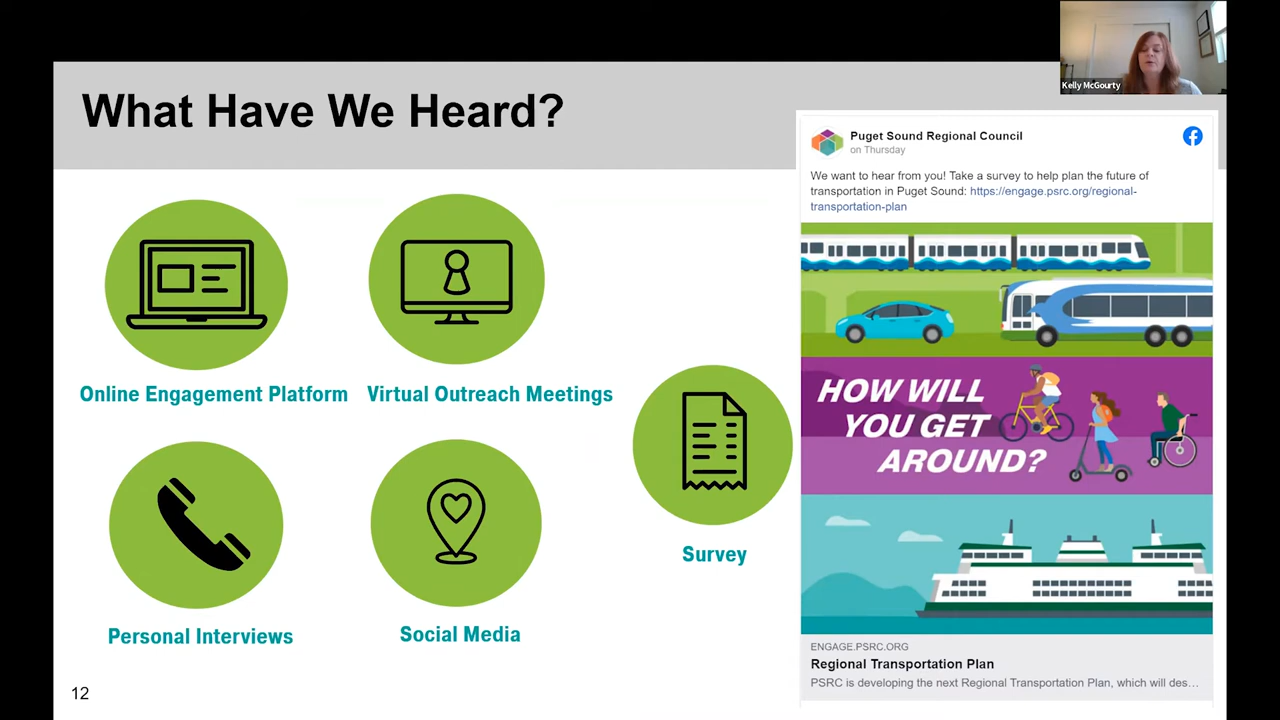 Kelly McGourty
What Have We Heard?
Online Engagement Platform
Virtual Outreach Meetings
Personal Interviews
Social Media
Survey
Puget Sound Regional Council
on Thursday
We want to hear from you! Take a survey to help plan the future of
transportation in Puget Sound: https://engage.psrc.org/regional-
transportation-plan
HOW WILL
YOU GET
AROUND?
ENGAGE.PSRC.ORG
Regional Transportation Plan
PSRC is developing the next Regional Transportation Plan, which will des...
12